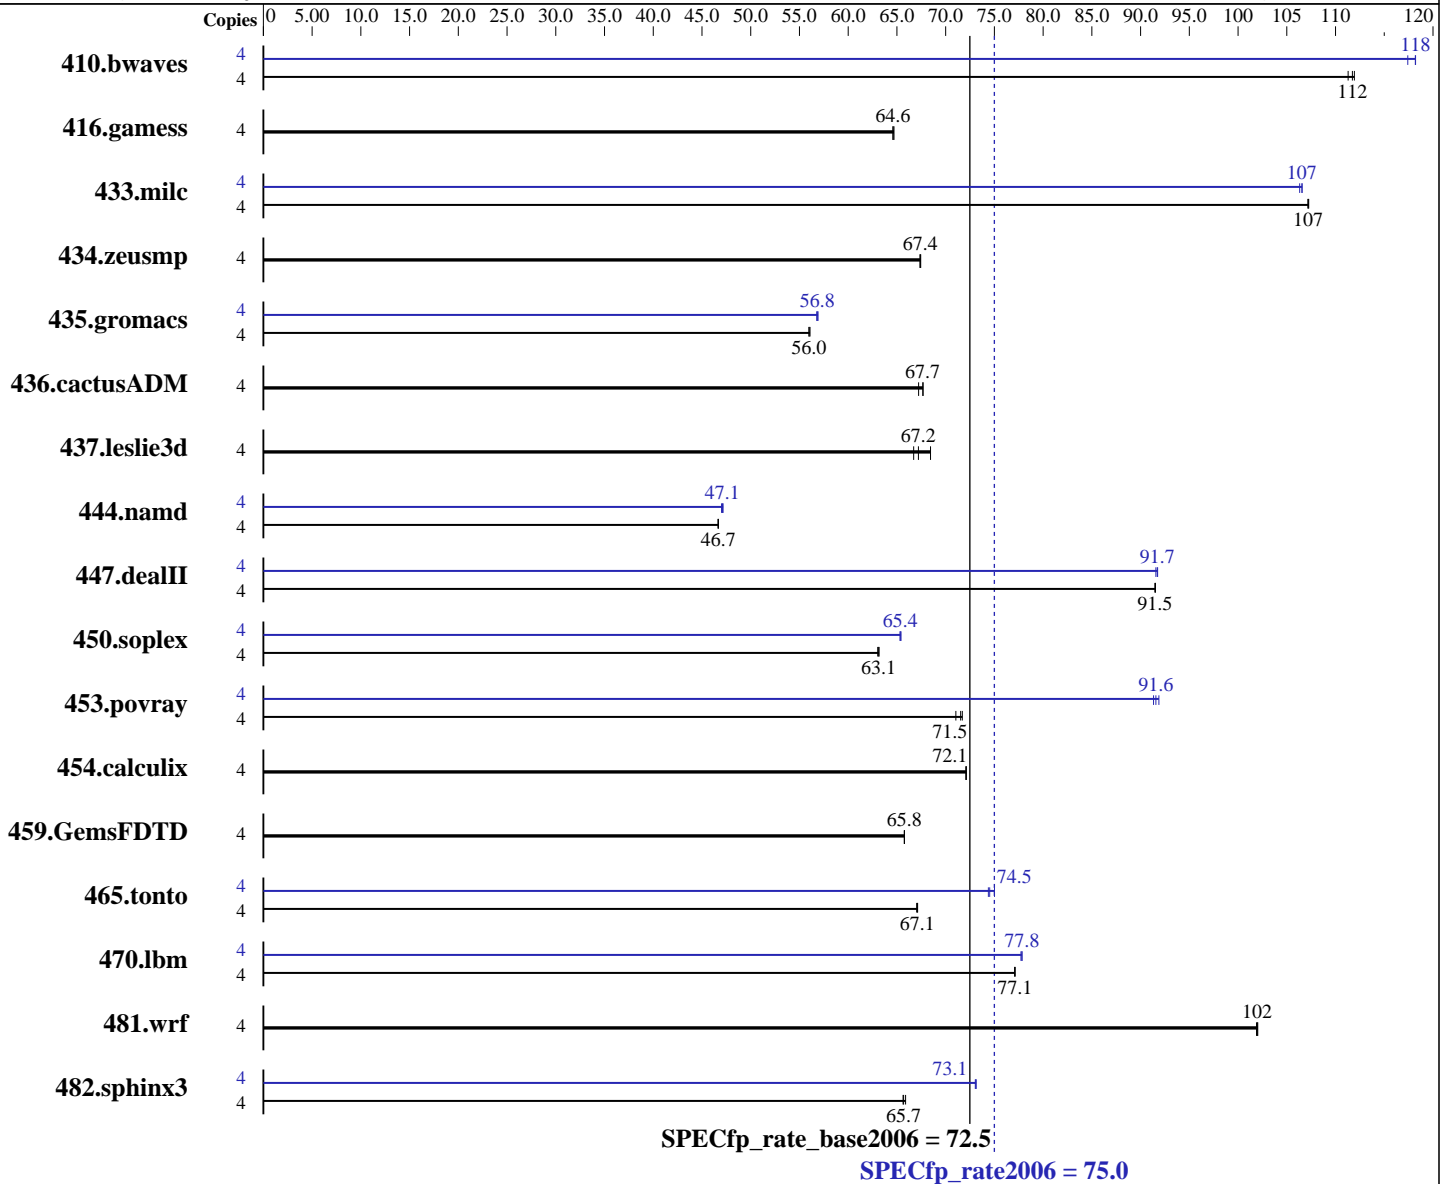 Copies 0 5.00 10.0 15.0 20.0 25.0 30.0 35.0 40.0 45.0 50.0 55.0 60.0 65.0 70.0 75.0 80.0 85.0 90.0 95.0 100 105 110 120
410.bwaves 4 118
4 112
416.gamess 4 64.6
433.milc 4 107
4 107
434.zeusmp 4 67.4
435.gromacs 4 56.8
4 56.0
436.cactusADM 4 67.7
437.leslie3d 4 67.2
444.namd 4 47.1
4 46.7
447.dealII 4 91.7
4 91.5
450.soplex 4 65.4
4 63.1
453.povray 4 91.6
4 71.5
454.calculix 4 72.1
459.GemsFDTD 4 65.8
465.tonto 4 74.5
4 67.1
470.lbm 4 77.8
4 77.1
481.wrf 4 102
482.sphinx3 4 73.1
4 65.7
SPECfp_rate_base2006 = 72.5
SPECfp_rate2006 = 75.0